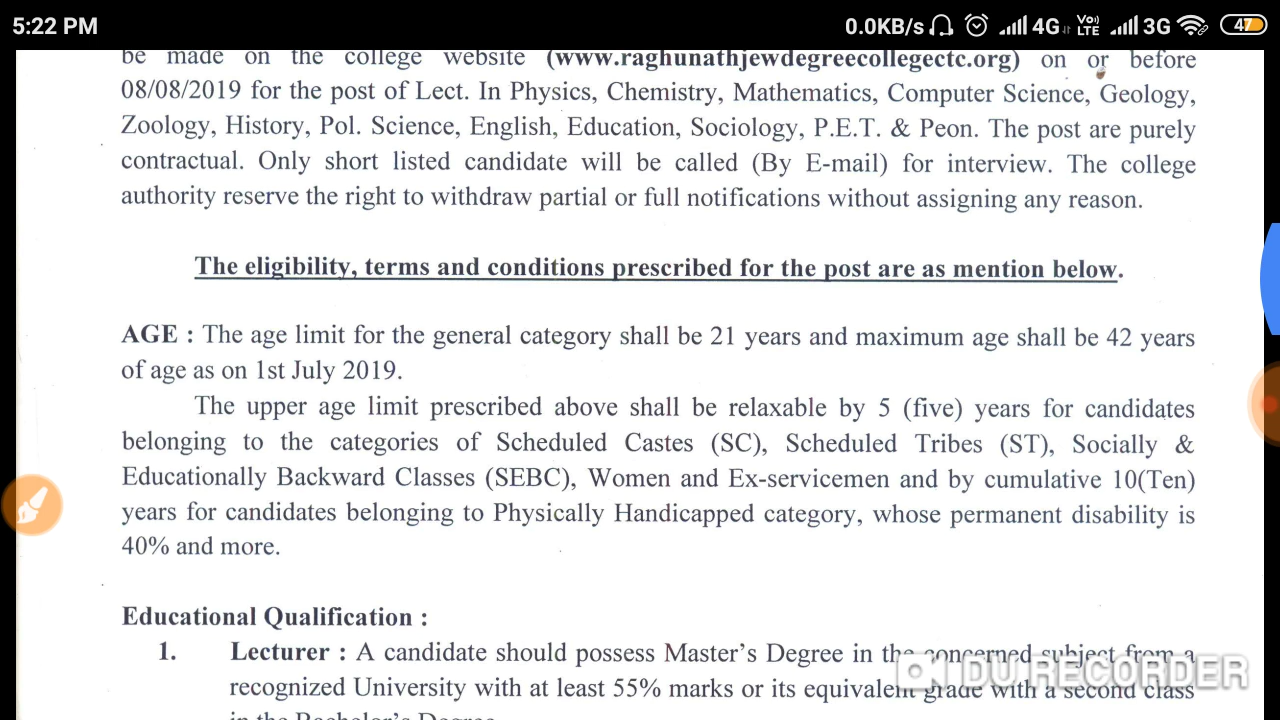 5:22 PM 0.0KB/s 4G VoLTE 3G 47
be made on the college website (www.raghunathjewdegreecollegectc.org) on or before
08/08/2019 for the post of Lect. In Physics, Chemistry, Mathematics, Computer Science, Geology,
Zoology, History, Pol. Science, English, Education, Sociology, P.E.T. & Peon. The post are purely
contractual. Only short listed candidate will be called (By E-mail) for interview. The college
authority reserve the right to withdraw partial or full notifications without assigning any reason.
The eligibility, terms and conditions prescribed for the post are as mention below.
AGE : The age limit for the general category shall be 21 years and maximum age shall be 42 years
of age as on 1st July 2019.
The upper age limit prescribed above shall be relaxable by 5 (five) years for candidates
belonging to the categories of Scheduled Castes (SC), Scheduled Tribes (ST), Socially &
Educationally Backward Classes (SEBC), Women and Ex-servicemen and by cumulative 10(Ten)
years for candidates belonging to Physically Handicapped category, whose permanent disability is
40% and more.
Educational Qualification :
1. Lecturer : A candidate should possess Master's Degree in the concerned subject from a
recognized University with at least 55% marks or its equivalent grade with a second class
in the Bachelor's Degree
DU RECORDER